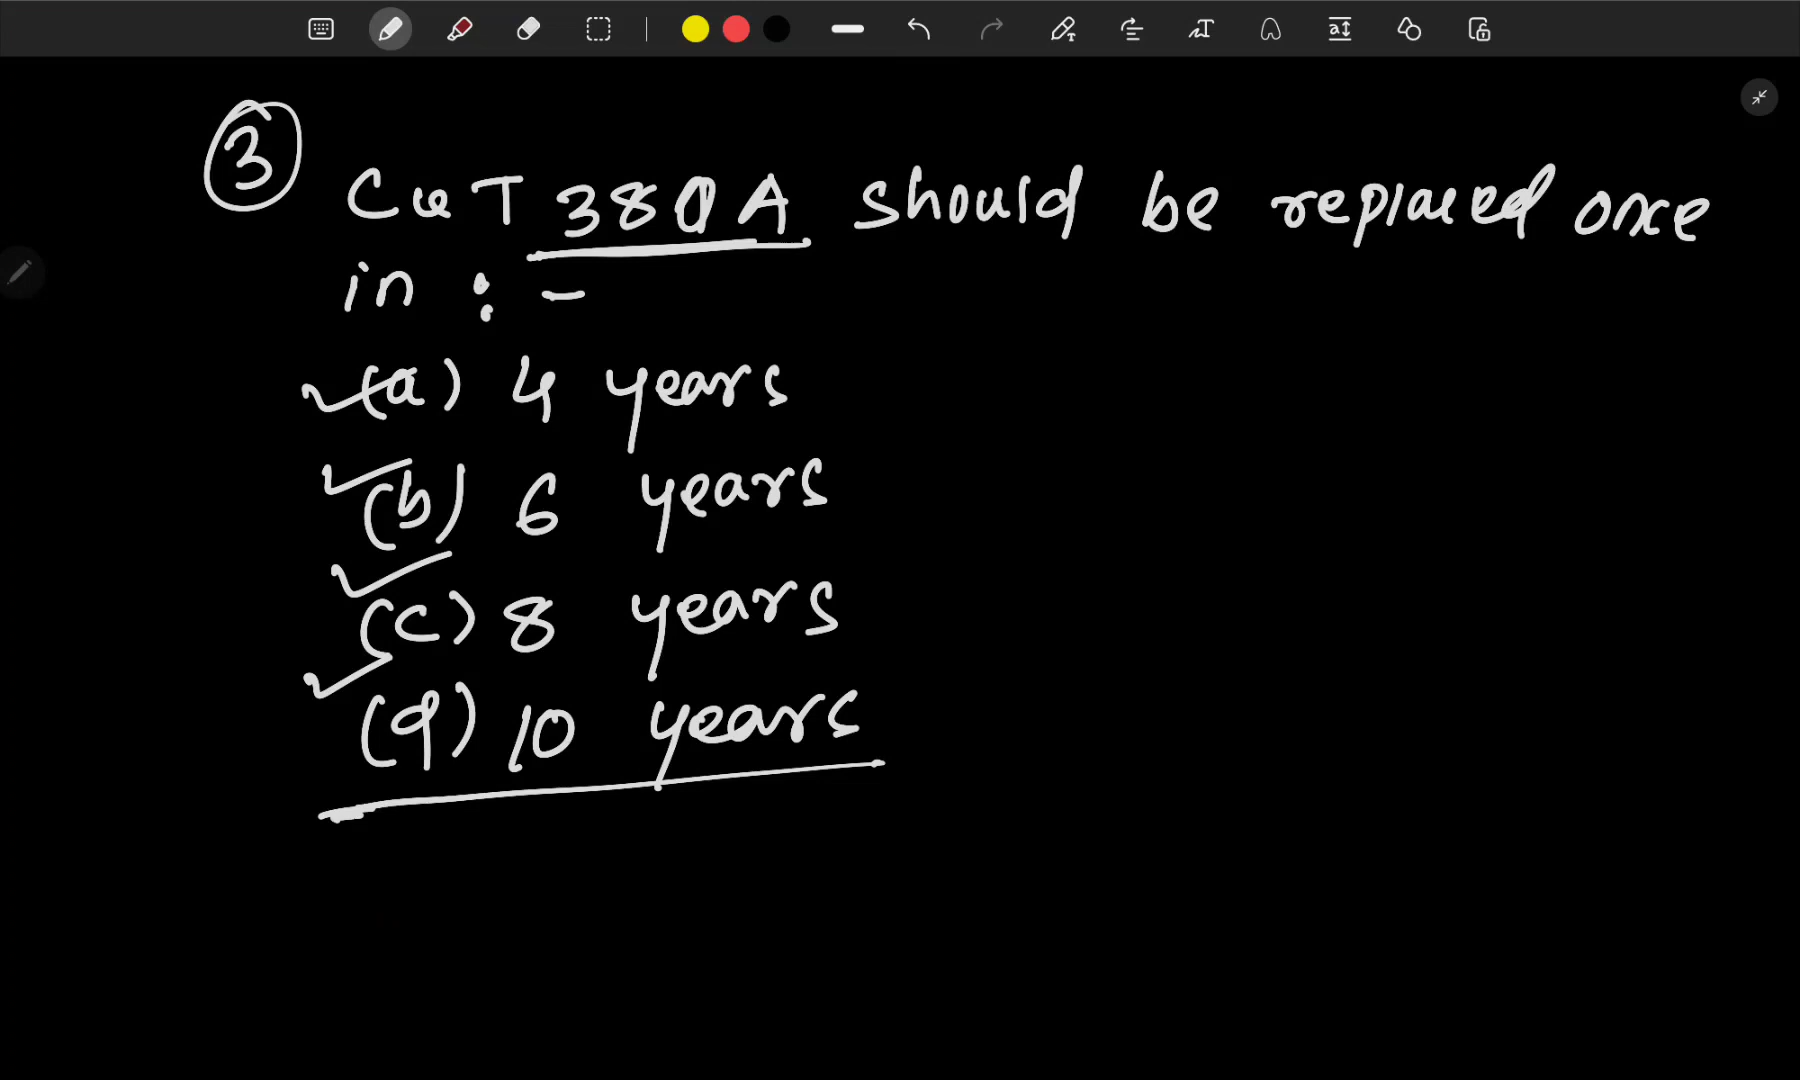 3
CuT 380A should be replaced once
in : -
(a) 4 years
(b) 6 years
(c) 8 years
(d) 10 years